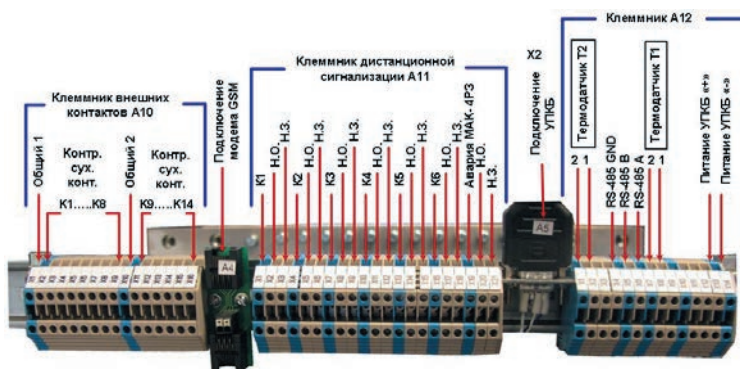 Клеммник А12
Клеммник дистанционной
сигнализации А11
Х2
Клеммник внешних
контактов А10
Подключение
модема GSM
Подключение
УПКБ
Термодатчик Т2
Термодатчик Т1
Общий 1
Контр.
сух.
конт.
К1.....К8
Общий 2
Контр.
сух.
конт.
К9.....К14
К1
Н.О.
Н.З.
К2
Н.О.
Н.З.
К3
Н.О.
Н.З.
К4
Н.О.
Н.З.
К5
Н.О.
Н.З.
К6
Н.О.
Н.З.
Авария МАК- 4Р3
Н.О.
Н.З.
2
1
RS-485 GND
RS-485 B
RS-485 A
2
1
Питание УПКБ «+»
Питание УПКБ «-»
А4
А5